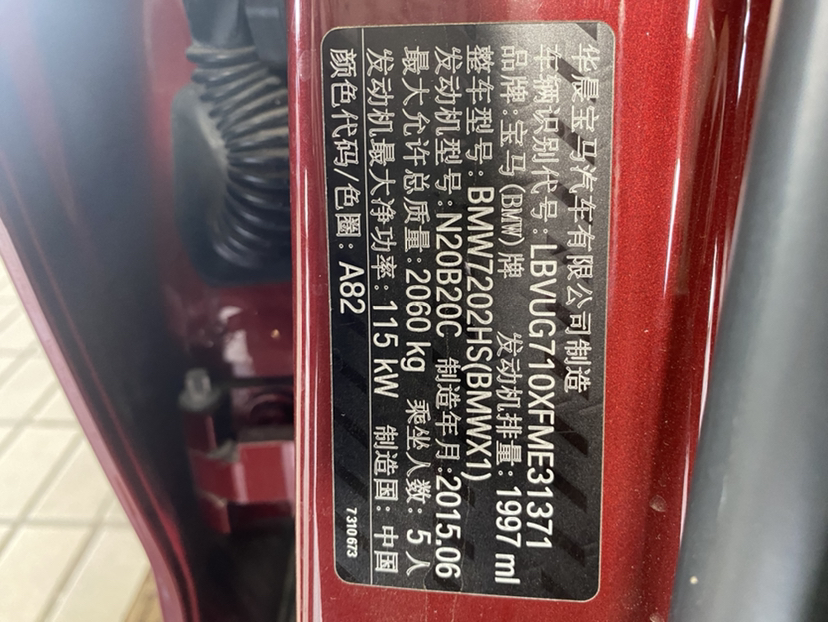 华晨宝马汽车有限公司制造
车辆识别代号:LBVUG710XFME31371
品牌:宝马(BMW)牌 发动机排量:1997 ml
整车型号:BMW7202HS(BMWX1)
发动机型号:N20B20C 制造年月:2015.06
最大允许总质量:2060 kg 乘坐人数:5人
发动机最大净功率:115 kW 制造国:中国
颜色代码/色圈:A82 7 310 673